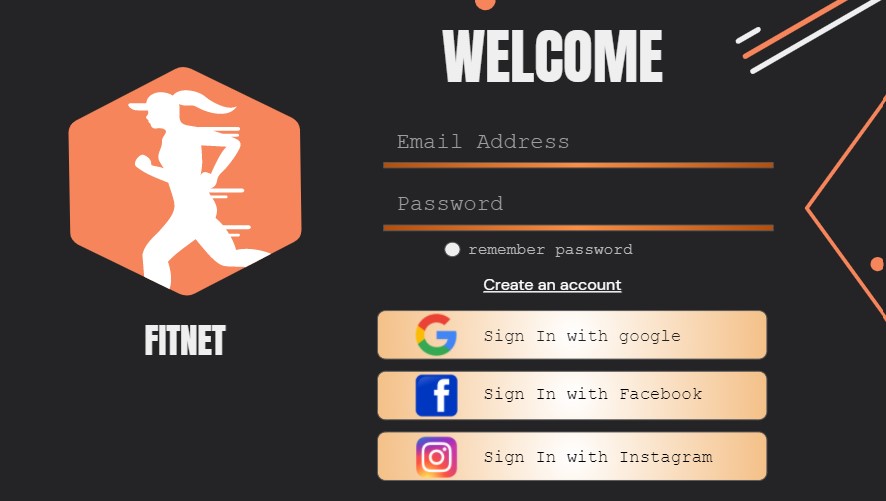 WELCOME
Email Address
Password
remember password
Create an account
FITNET
Sign In with google
Sign In with Facebook
Sign In with Instagram